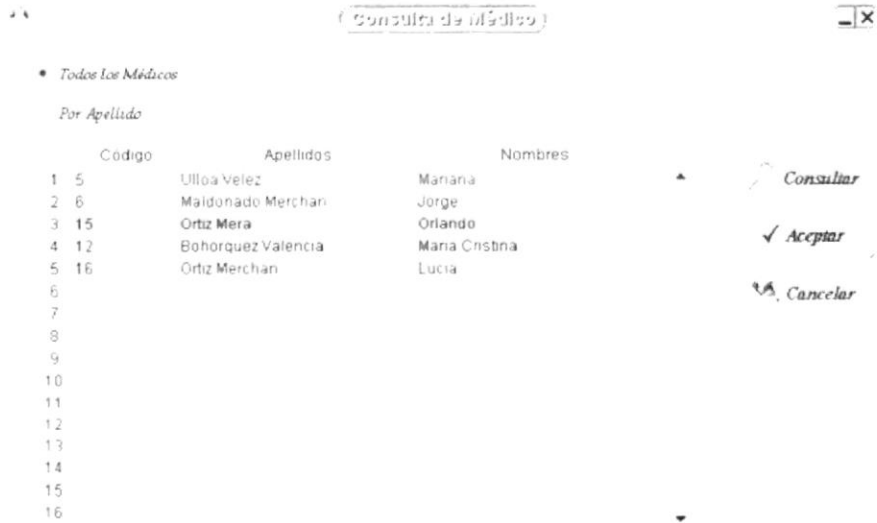 Consulta de Médico
Todos los Médicos
Por Apellido
Código Apellidos Nombres
1 5 Ulloa Velez Mariana
2 6 Maldonado Merchan Jorge
3 15 Ortiz Mera Orlando
4 12 Bohorquez Valencia Maria Cristina
5 16 Ortiz Merchan Lucia
6
7
8
9
10
11
12
13
14
15
16
Consultar
Aceptar
Cancelar